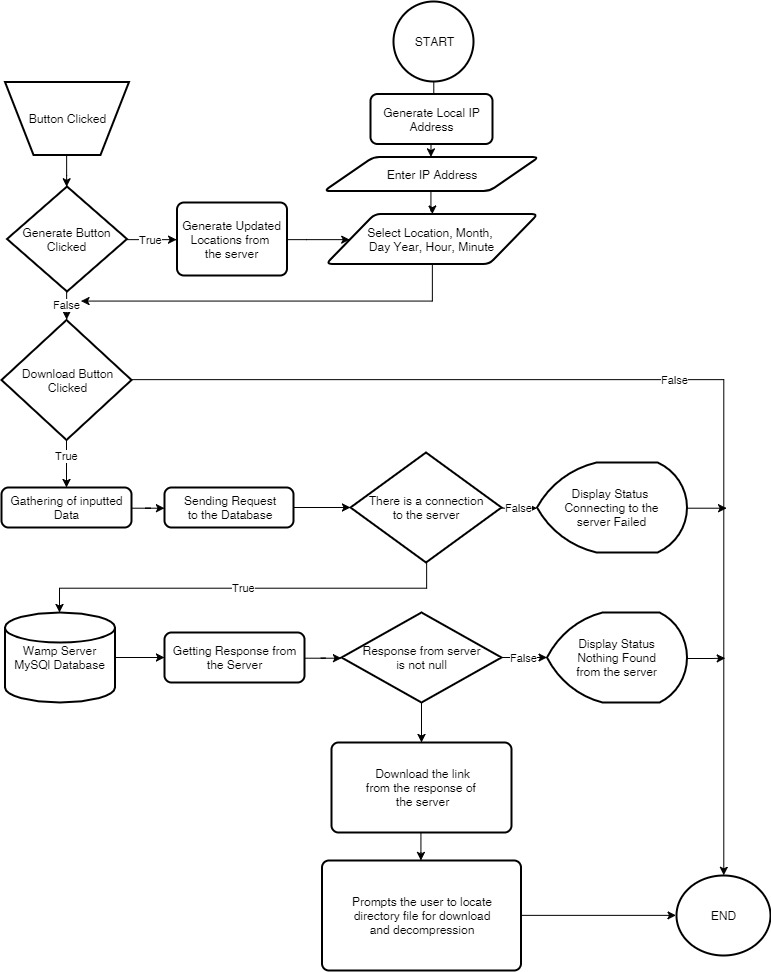 START
Generate Local IP
Address
Button Clicked
Enter IP Address
Generate Button
Clicked
True
Generate Updated
Locations from
the server
Select Location, Month,
Day Year, Hour, Minute
False
Download Button
Clicked
False
True
Gathering of inputted
Data
Sending Request
to the Database
There is a connection
to the server
False
Display Status
Connecting to the
server Failed
True
Wamp Server
MySQl Database
Getting Response from
the Server
Response from server
is not null
False
Display Status
Nothing Found
from the server
Download the link
from the response of
the server
Prompts the user to locate
directory file for download
and decompression
END